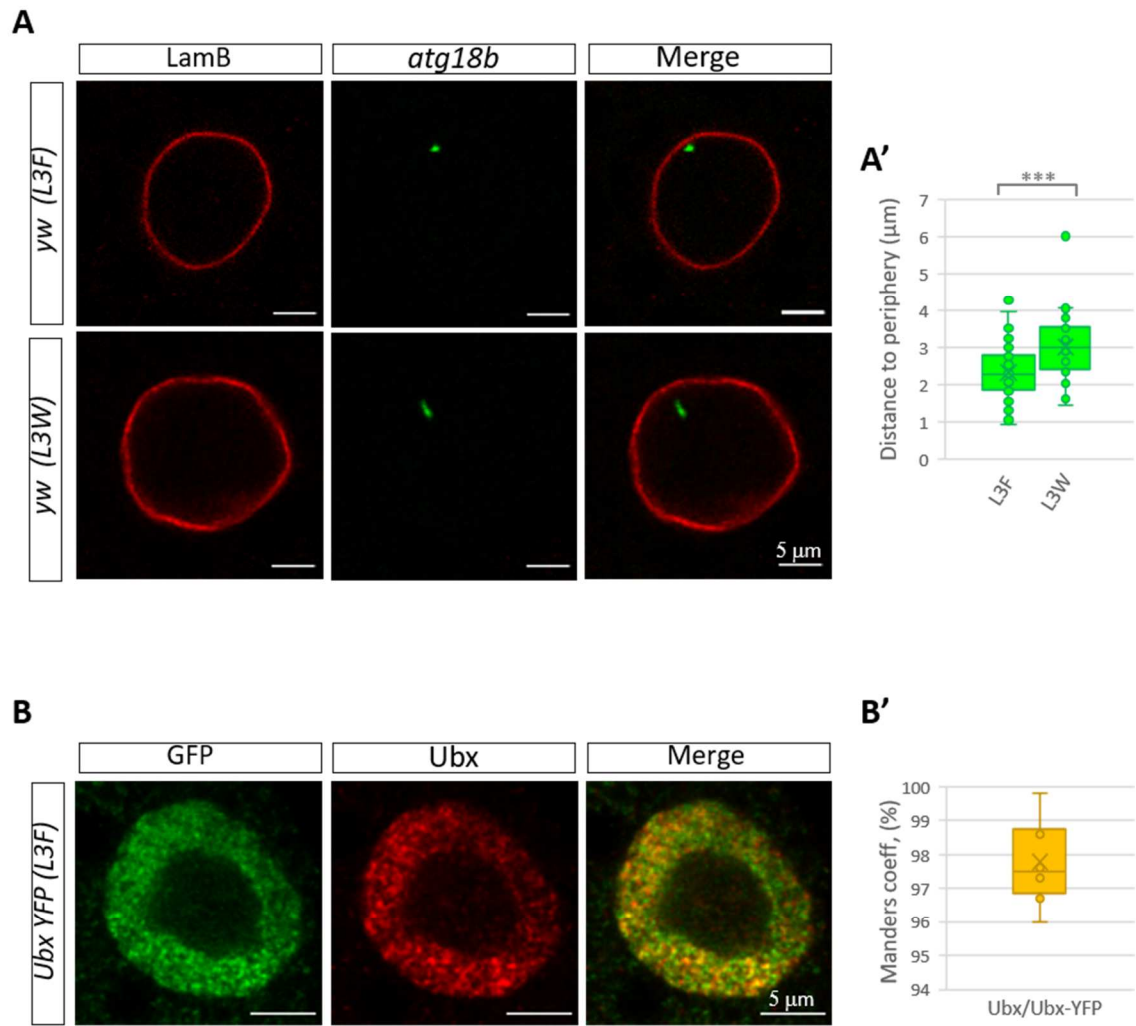 A
LamB
atg18b
Merge
yw (L3F)
yw (L3W)
5 µm
A′
***
Distance to periphery (µm)
7
6
5
4
3
2
1
0
L3F
L3W
B
GFP
Ubx
Merge
Ubx YFP (L3F)
5 µm
B′
Manders coeff, (%)
100
99
98
97
96
95
94
Ubx/Ubx-YFP